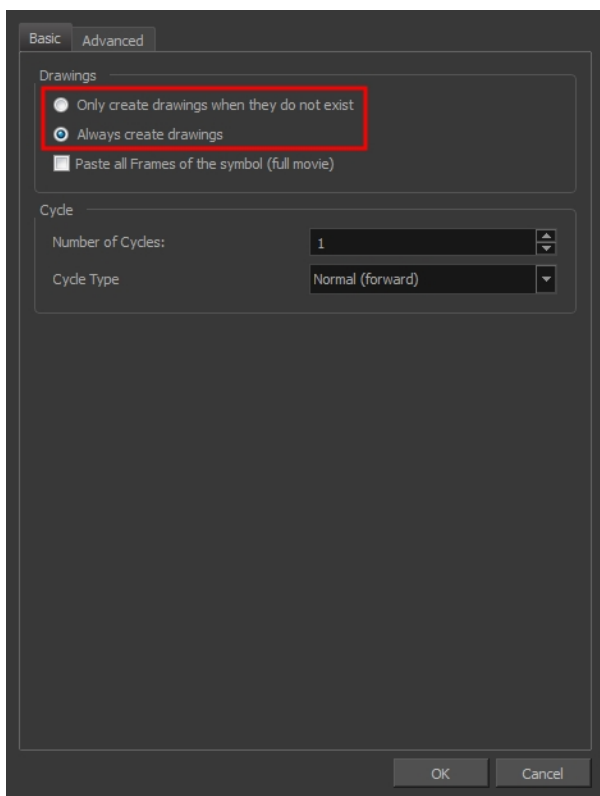 Basic Advanced
Drawings
Only create drawings when they do not exist
Always create drawings
Paste all Frames of the symbol (full movie)
Cycle
Number of Cycles: 1
Cycle Type Normal (forward)
OK Cancel